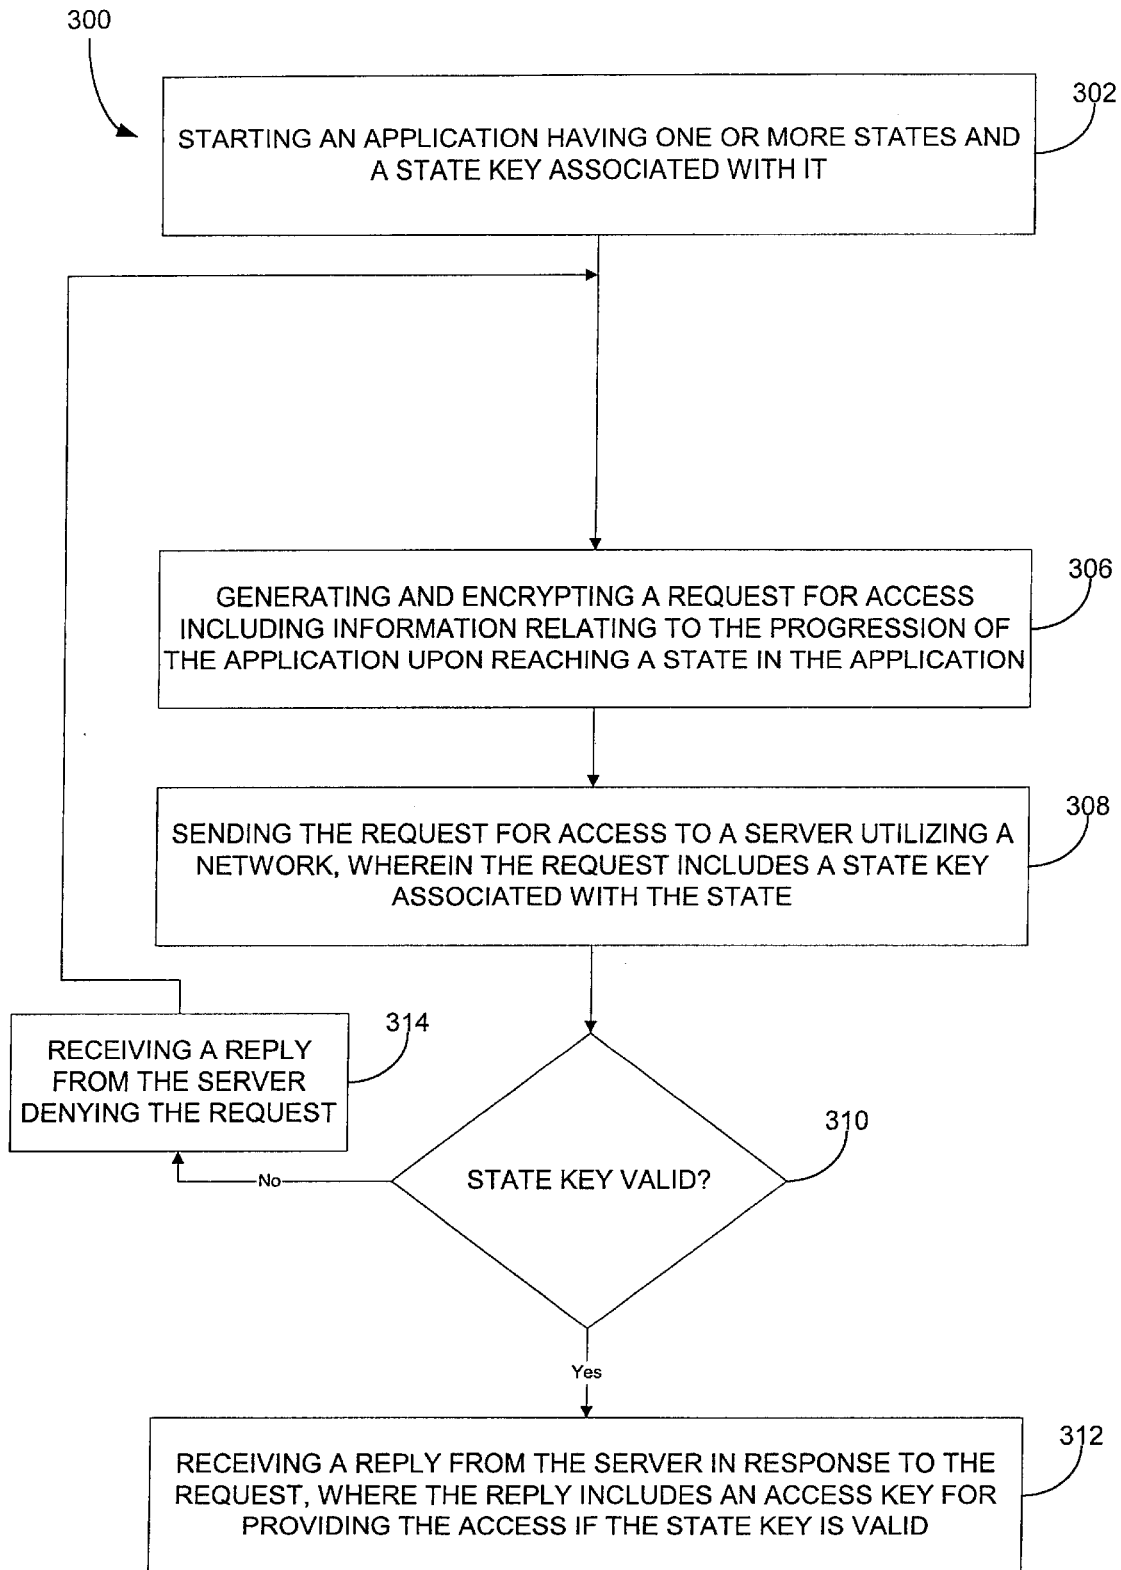 300
302
STARTING AN APPLICATION HAVING ONE OR MORE STATES AND
A STATE KEY ASSOCIATED WITH IT
306
GENERATING AND ENCRYPTING A REQUEST FOR ACCESS
INCLUDING INFORMATION RELATING TO THE PROGRESSION OF
THE APPLICATION UPON REACHING A STATE IN THE APPLICATION
308
SENDING THE REQUEST FOR ACCESS TO A SERVER UTILIZING A
NETWORK, WHEREIN THE REQUEST INCLUDES A STATE KEY
ASSOCIATED WITH THE STATE
314
RECEIVING A REPLY
FROM THE SERVER
DENYING THE REQUEST
310
STATE KEY VALID?
No
Yes
312
RECEIVING A REPLY FROM THE SERVER IN RESPONSE TO THE
REQUEST, WHERE THE REPLY INCLUDES AN ACCESS KEY FOR
PROVIDING THE ACCESS IF THE STATE KEY IS VALID